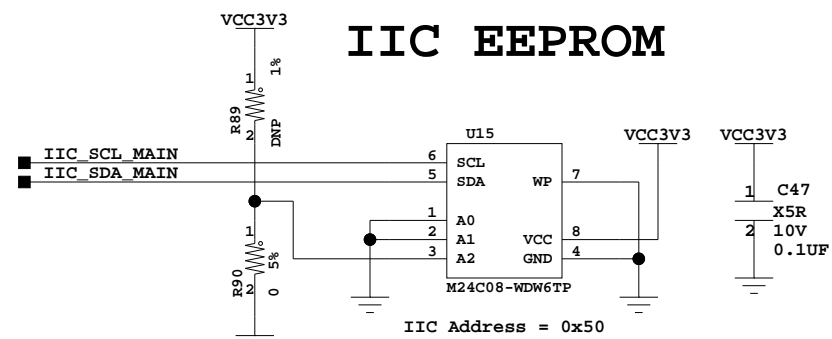 VCC3V3
IIC EEPROM
1
1%
R89
2
DNP
U15
VCC3V3
VCC3V3
IIC_SCL_MAIN
6
SCL
IIC_SDA_MAIN
5
SDA
WP
7
1
C47
1
A0
X5R
1
2
A1
VCC
8
2
10V
3
A2
GND
4
0.1UF
R90
2
5%
0
M24C08-WDW6TP
IIC Address = 0x50